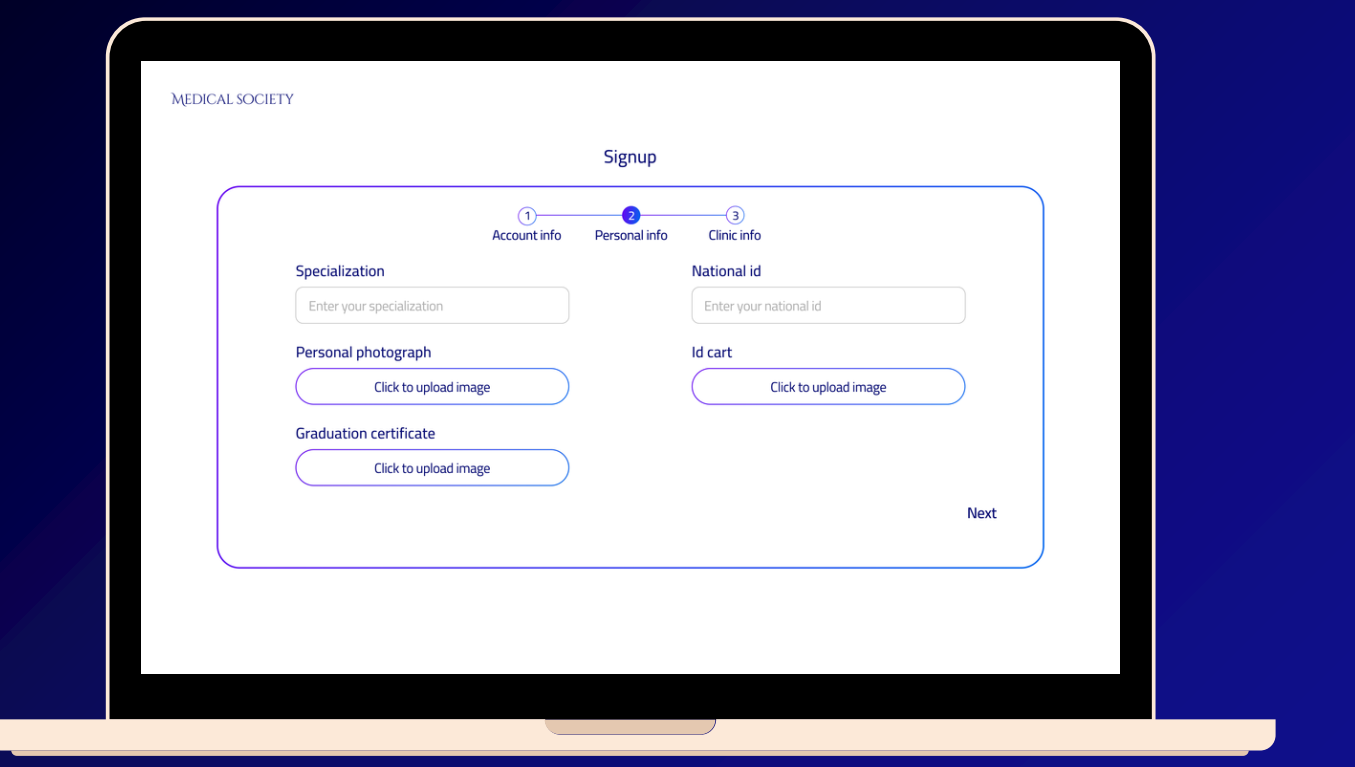 MEDICAL SOCIETY
Signup
1 2 3
Account info Personal info Clinic info
Specialization National id
Enter your specialization Enter your national id
Personal photograph Id cart
Click to upload image Click to upload image
Graduation certificate
Click to upload image
Next